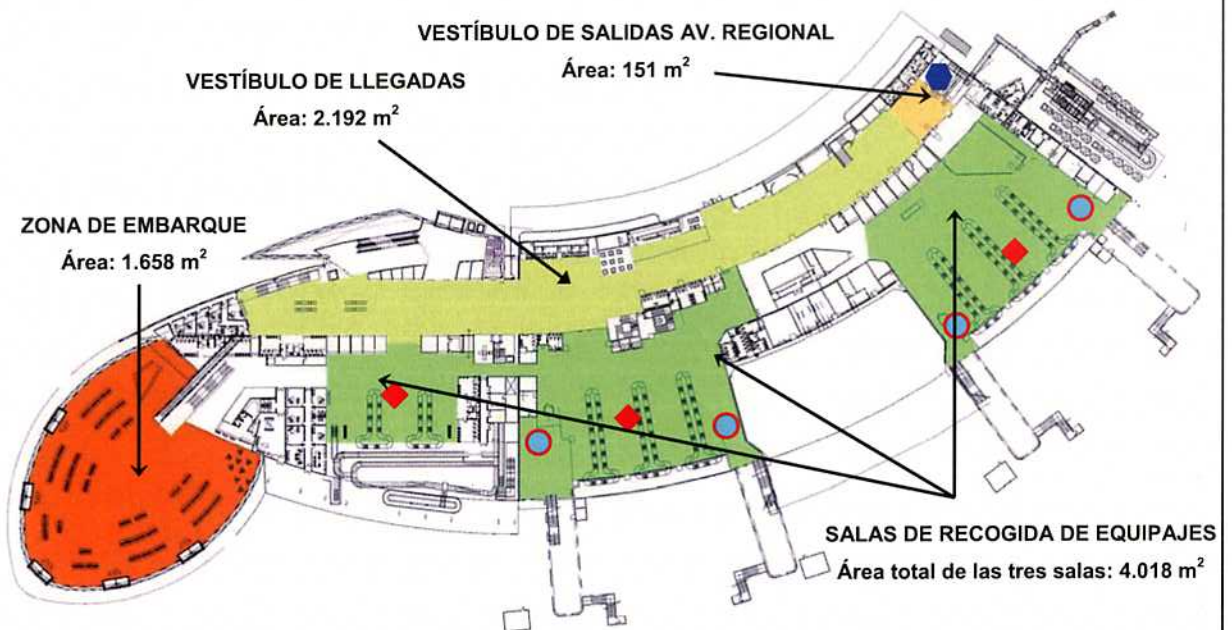 VESTÍBULO DE SALIDAS AV. REGIONAL
Área: 151 m²
VESTÍBULO DE LLEGADAS
Área: 2.192 m²
ZONA DE EMBARQUE
Área: 1.658 m²
SALAS DE RECOGIDA DE EQUIPAJES
Área total de las tres salas: 4.018 m²